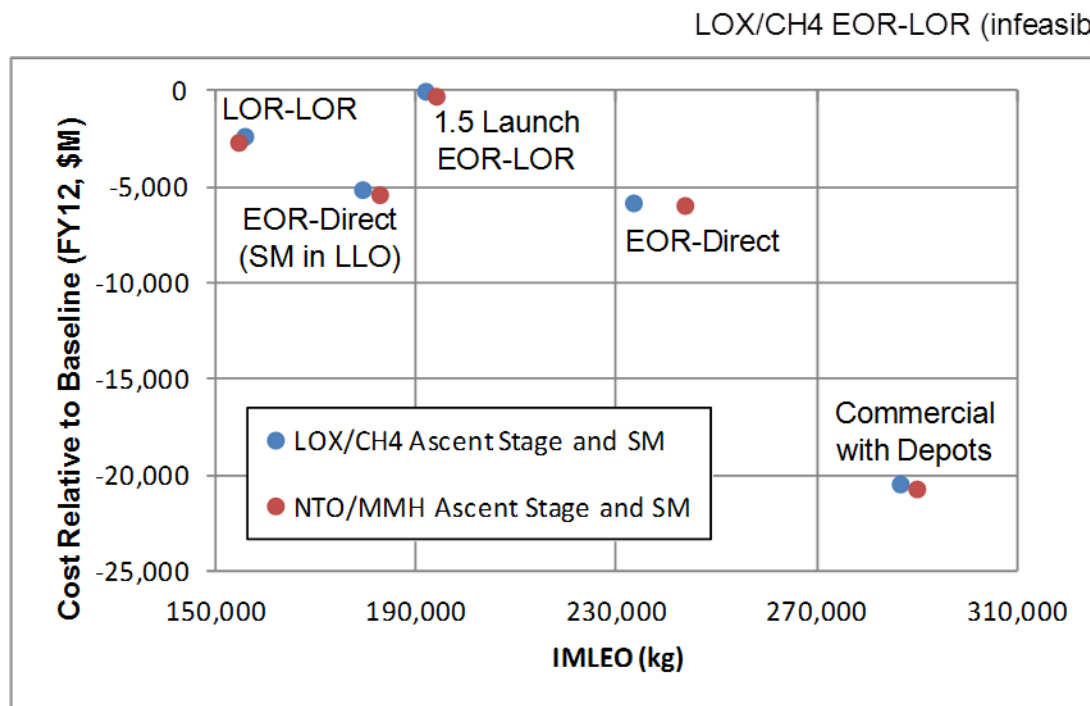 LOX/CH4 EOR-LOR (infeasib
0
LOR-LOR
1.5 Launch
EOR-LOR
-5,000
EOR-Direct
(SM in LLO)
EOR-Direct
-10,000
-15,000
Commercial
with Depots
LOX/CH4 Ascent Stage and SM
-20,000
NTO/MMH Ascent Stage and SM
-25,000
Cost Relative to Baseline (FY12, $M)
150,000 190,000 230,000 270,000 310,000
IMLEO (kg)